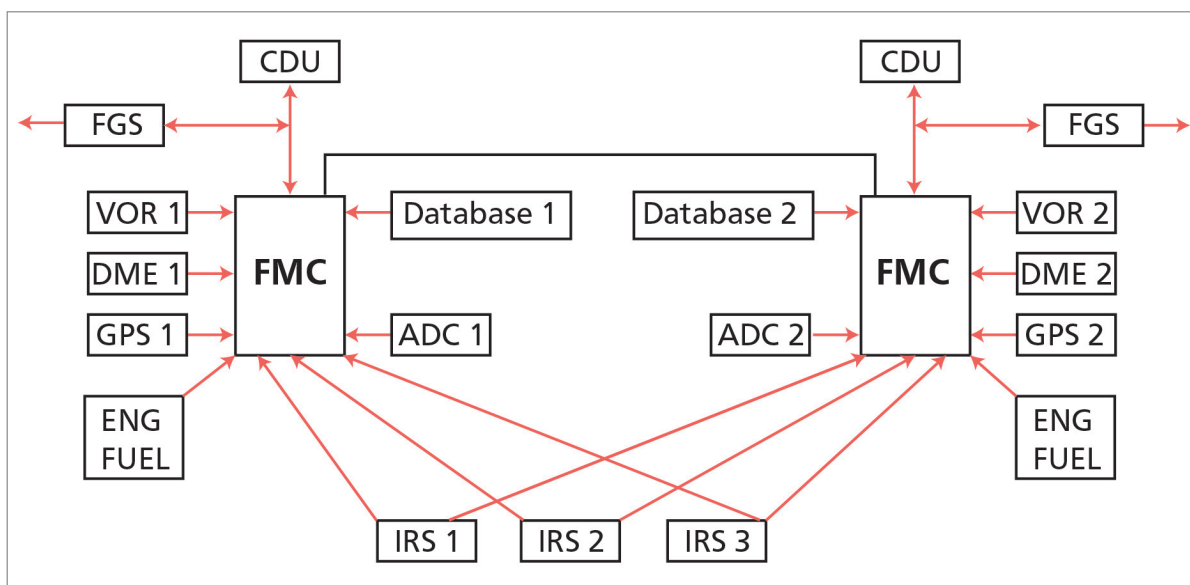 CDU
CDU
FGS
FGS
VOR 1
Database 1
Database 2
VOR 2
DME 1
FMC
FMC
DME 2
GPS 1
ADC 1
ADC 2
GPS 2
ENG
FUEL
ENG
FUEL
IRS 1
IRS 2
IRS 3